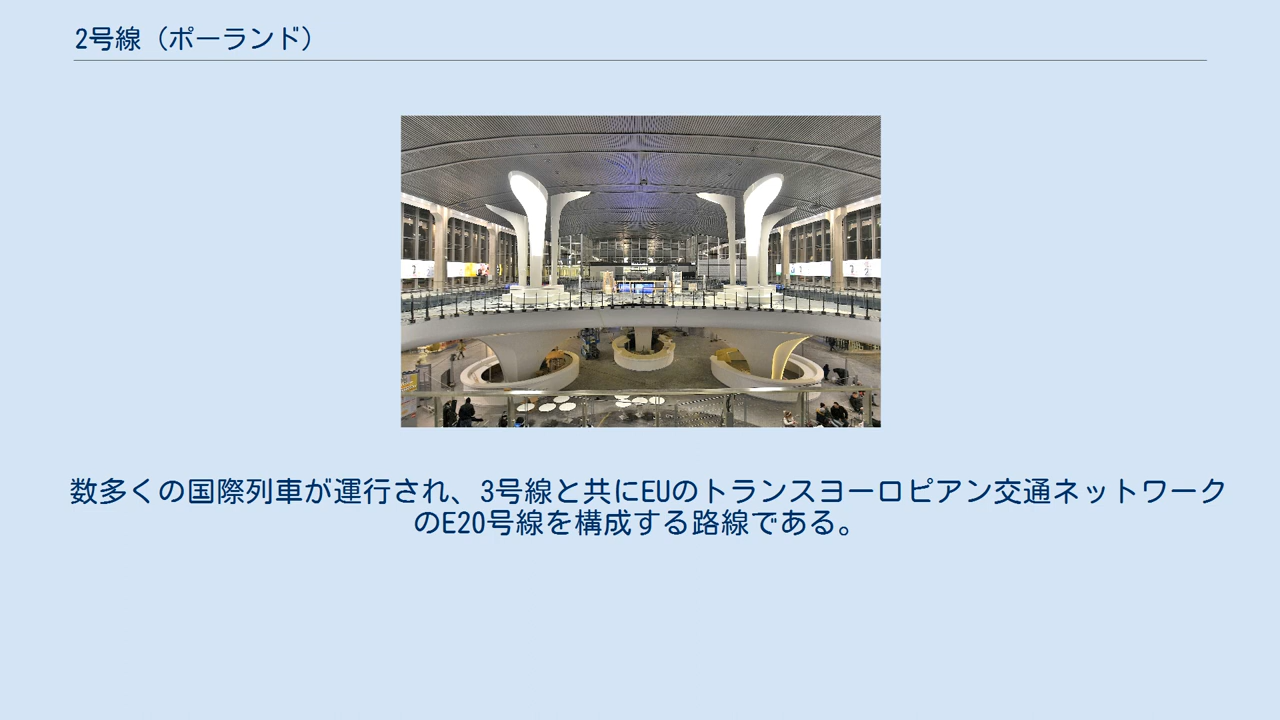 2号線（ポーランド）
数多くの国際列車が運行され、3号線と共にEUのトランスヨーロピアン交通ネットワーク
のE20号線を構成する路線である。